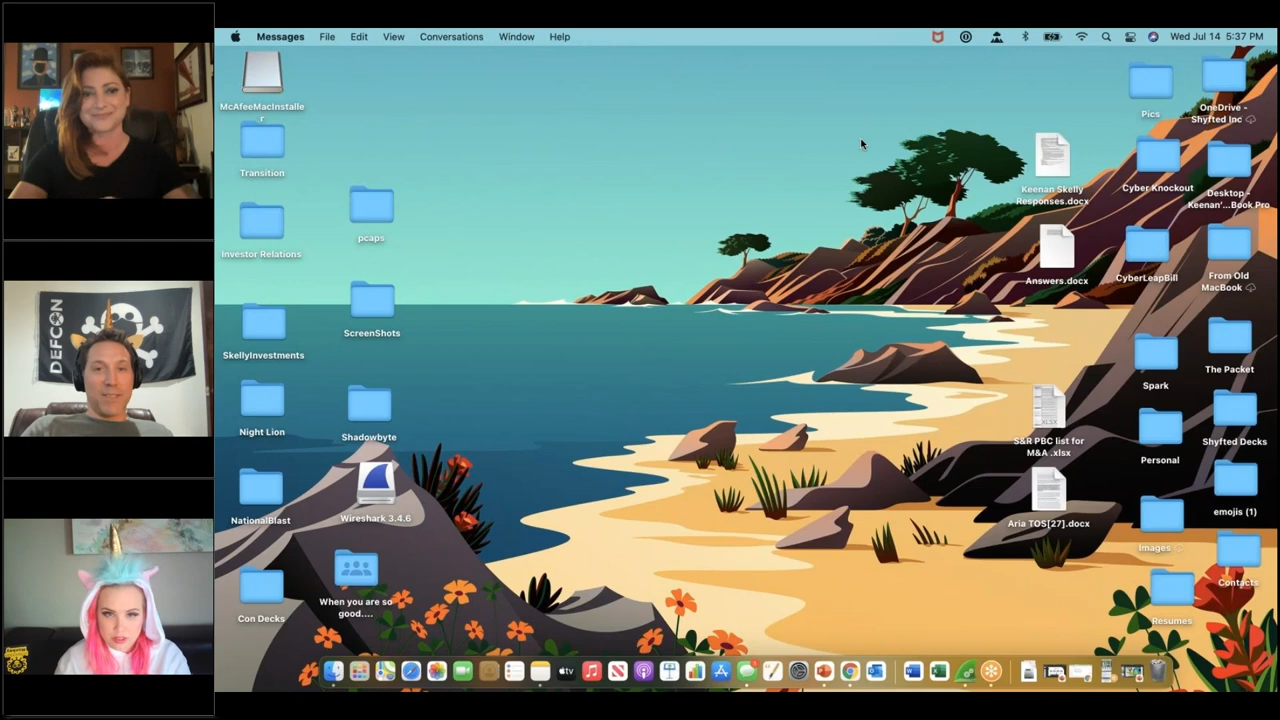 Messages File Edit View Conversations Window Help
Wed Jul 14 5:37 PM
McAfeeMacInstalle
r
Transition
Investor Relations
SkellyInvestments
Night Lion
NationalBlast
Con Decks
pcaps
ScreenShots
Shadowbyte
Wireshark 3.4.6
When you are so
good....
Keenan Skelly
Responses.docx
Answers.docx
XLSX
S&R PBC list for
M&A .xlsx
Aria TOS[27].docx
Pics
Cyber Knockout
CyberLeapBill
Spark
Personal
Images
Resumes
OneDrive -
Shyfted Inc
Desktop -
Keenan'...Book Pro
From Old
MacBook
The Packet
Shyfted Decks
emojis (1)
Contacts
DEFCON
tv